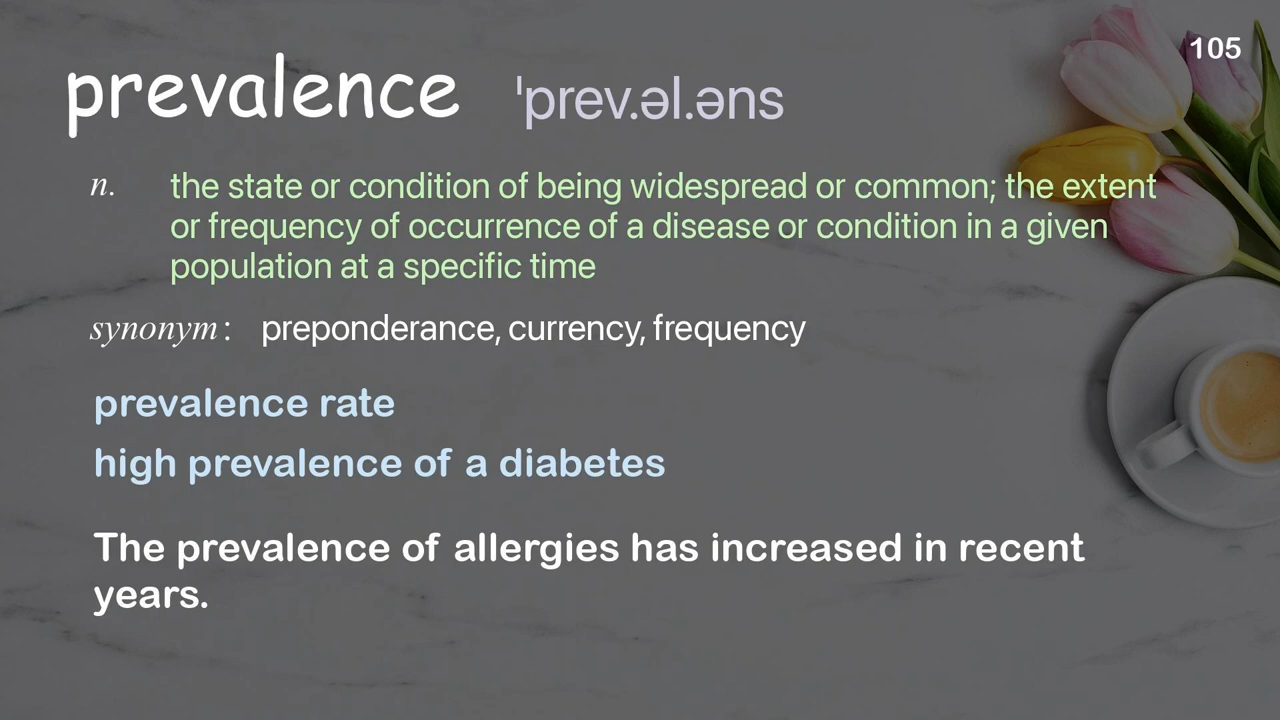 105
prevalence ˈprev.əl.əns
n. the state or condition of being widespread or common; the extent
or frequency of occurrence of a disease or condition in a given
population at a specific time
synonym: preponderance, currency, frequency
prevalence rate
high prevalence of a diabetes
The prevalence of allergies has increased in recent
years.